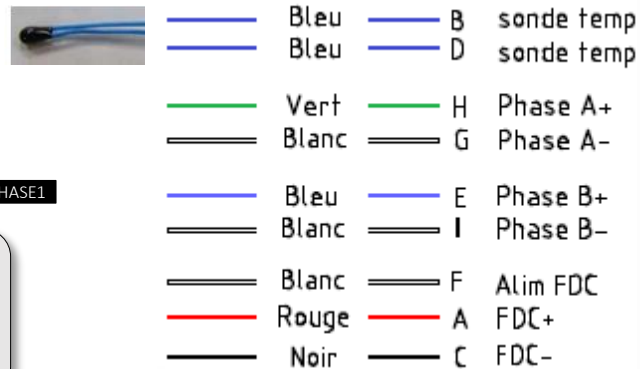 Bleu B sonde temp
Bleu D sonde temp
Vert H Phase A+
Blanc G Phase A-
HASE1
Bleu E Phase B+
Blanc I Phase B-
Blanc F Alim FDC
Rouge A FDC+
Noir C FDC-